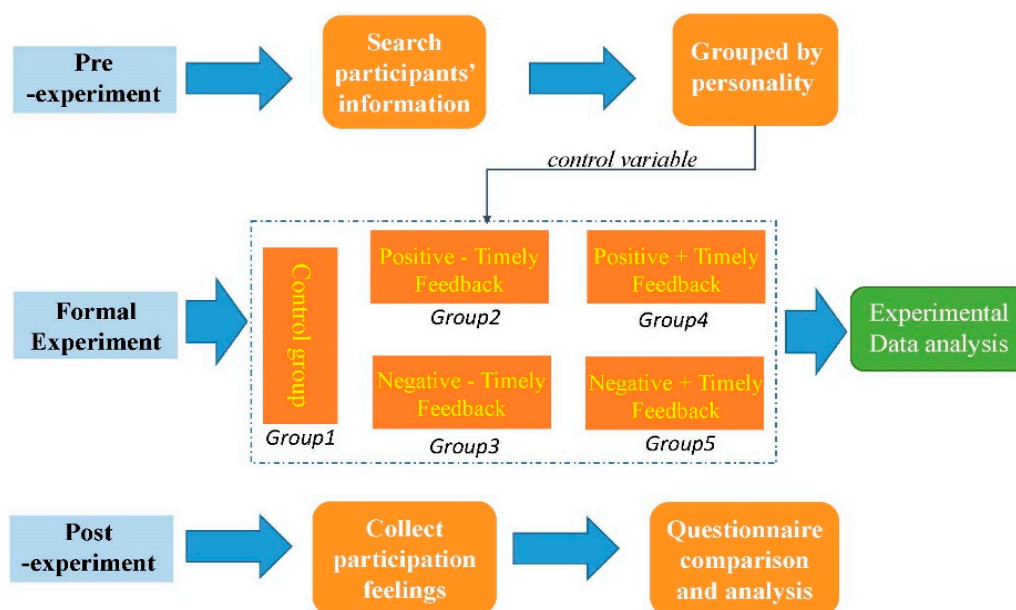 Pre
-experiment
Search
participants'
information
Grouped by
personality
control variable
Formal
Experiment
Control group
Group1
Positive - Timely
Feedback
Group2
Negative - Timely
Feedback
Group3
Positive + Timely
Feedback
Group4
Negative + Timely
Feedback
Group5
Experimental
Data analysis
Post
-experiment
Collect
participation
feelings
Questionnaire
comparison
and analysis